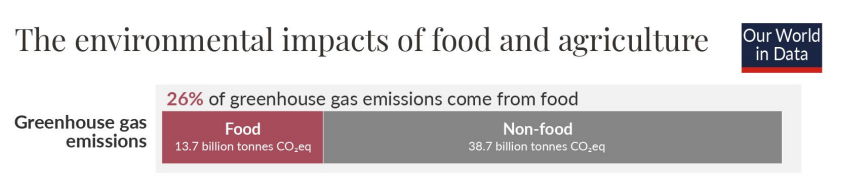 The environmental impacts of food and agriculture
Our World
in Data
26% of greenhouse gas emissions come from food
Greenhouse gas
emissions
Food
13.7 billion tonnes CO₂eq
Non-food
38.7 billion tonnes CO₂eq